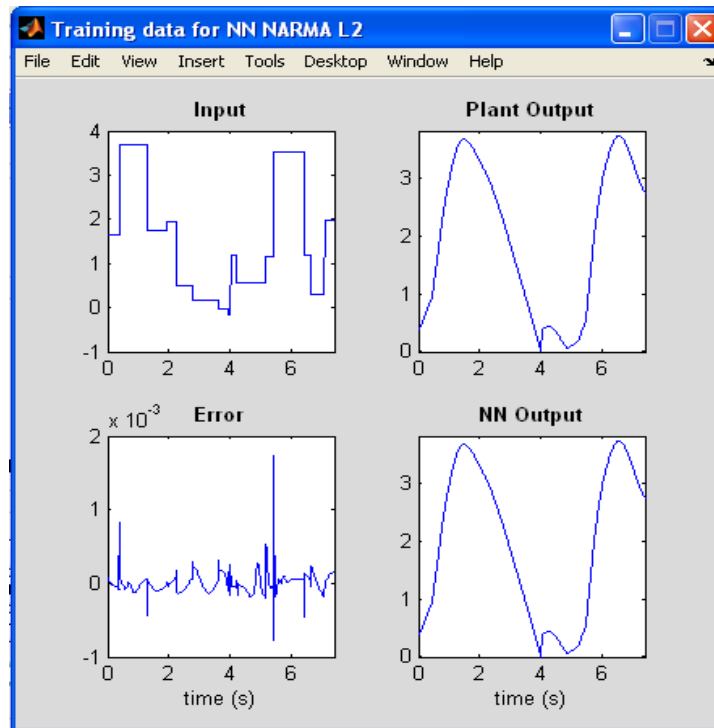 Training data for NN NARMA L2
File Edit View Insert Tools Desktop Window Help
Input
4
3
2
1
0
-1
0 2 4 6
Plant Output
3
2
1
0
0 2 4 6
Error
x 10-3
2
1
0
-1
0 2 4 6
time (s)
NN Output
3
2
1
0
0 2 4 6
time (s)